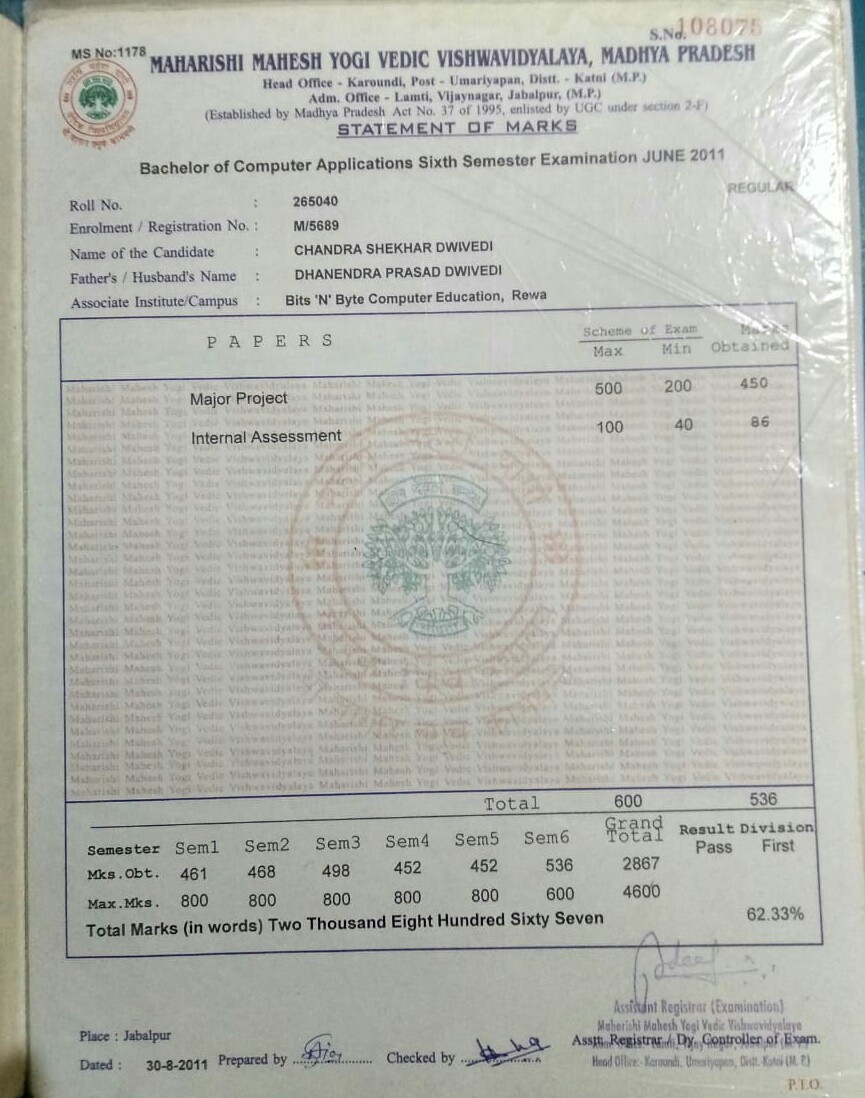 S.No. 108075
MS No:1178
MAHARISHI MAHESH YOGI VEDIC VISHWAVIDYALAYA, MADHYA PRADESH
Head Office - Karoundi, Post - Umariyapan, Distt. - Katni (M.P.)
Adm. Office - Lamti, Vijaynagar, Jabalpur, (M.P.)
(Established by Madhya Pradesh Act No. 37 of 1995, enlisted by UGC under section 2-F)
STATEMENT OF MARKS
Bachelor of Computer Applications Sixth Semester Examination JUNE 2011
REGULAR
Roll No. : 265040
Enrolment / Registration No. : M/5689
Name of the Candidate : CHANDRA SHEKHAR DWIVEDI
Father's / Husband's Name : DHANENDRA PRASAD DWIVEDI
Associate Institute/Campus : Bits 'N' Byte Computer Education, Rewa
PAPERS Scheme of Exam Marks
Max Min Obtained
Major Project 500 200 450
Internal Assessment 100 40 86
Total 600 536
Semester Sem1 Sem2 Sem3 Sem4 Sem5 Sem6 Grand Total Result Division
Mks.Obt. 461 468 498 452 452 536 2867 Pass First
Max.Mks. 800 800 800 800 800 600 4600
Total Marks (in words) Two Thousand Eight Hundred Sixty Seven 62.33%
Assistant Registrar (Examination)
Maharishi Mahesh Yogi Vedic Vishwavidyalaya
Place : Jabalpur
Asstt. Registrar / Dy. Controller of Exam.
Dated : 30-8-2011 Prepared by Checked by
Head Office:- Karoundi, Umariyapan, Distt.-Katni (M. P.)
P.T.O.